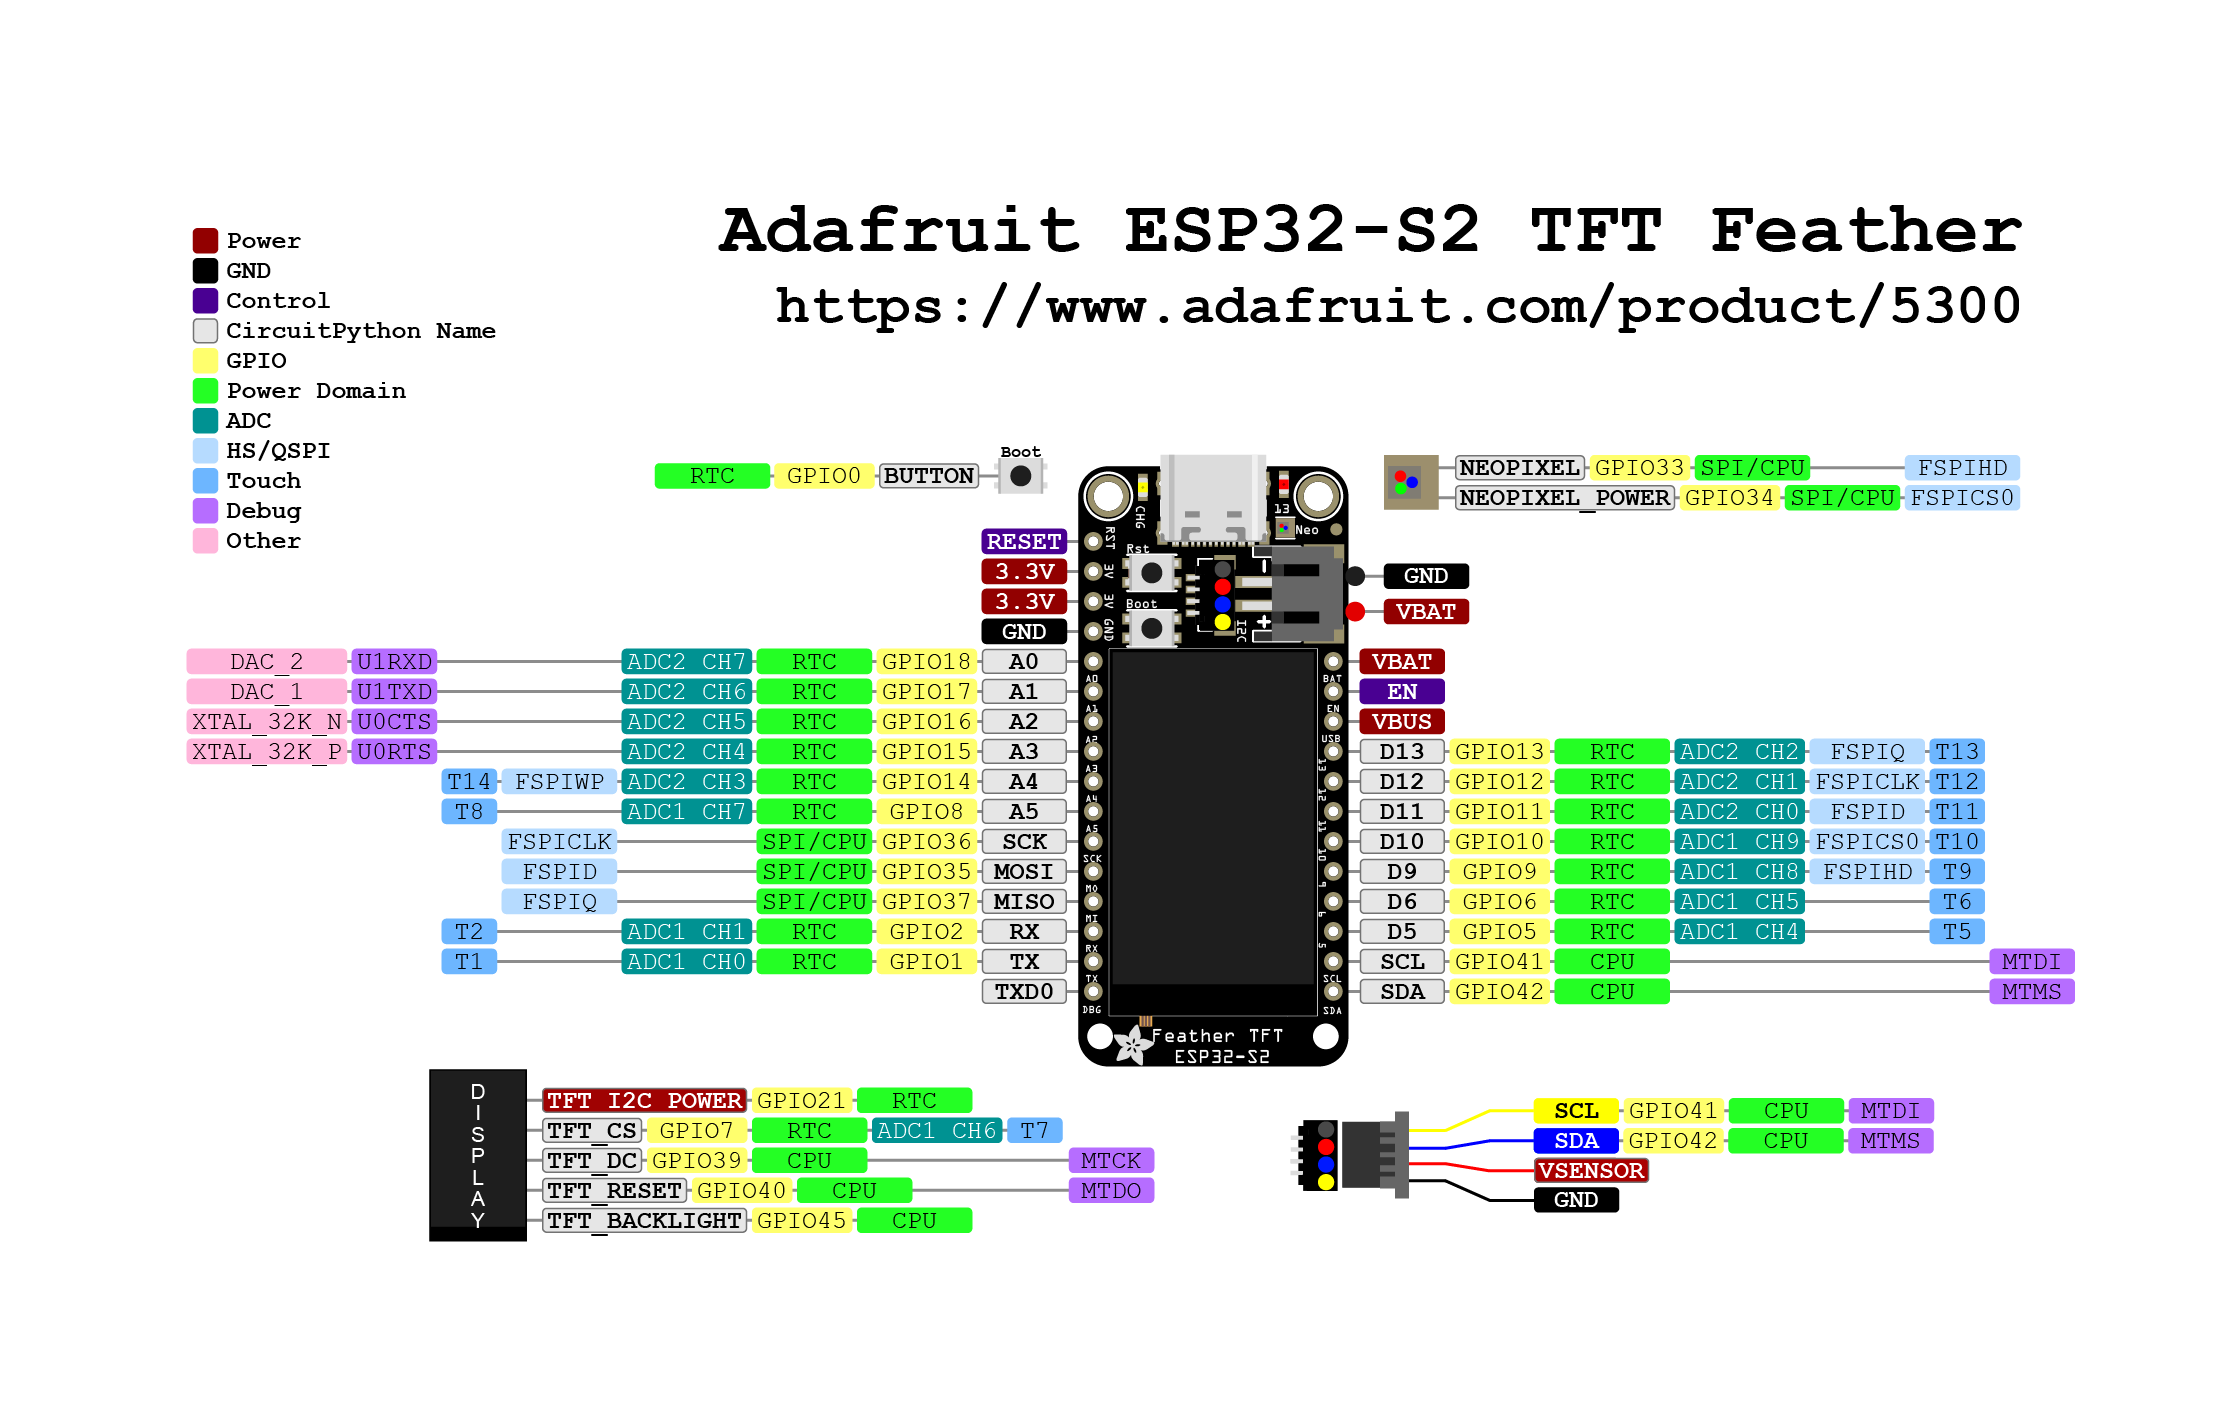 Adafruit ESP32-S2 TFT Feather
https://www.adafruit.com/product/5300
Power
GND
Control
CircuitPython Name
GPIO
Power Domain
ADC
HS/QSPI
Touch
Debug
Other
Boot
RTC GPIO0 BUTTON
NEOPIXEL GPIO33 SPI/CPU FSPIHD
NEOPIXEL_POWER GPIO34 SPI/CPU FSPICS0
RESET
3.3V
3.3V
GND
DAC_2 U1RXD ADC2 CH7 RTC GPIO18 A0
DAC_1 U1TXD ADC2 CH6 RTC GPIO17 A1
XTAL_32K_N U0CTS ADC2 CH5 RTC GPIO16 A2
XTAL_32K_P U0RTS ADC2 CH4 RTC GPIO15 A3
T14 FSPIWP ADC2 CH3 RTC GPIO14 A4
T8 ADC1 CH7 RTC GPIO8 A5
FSPICLK SPI/CPU GPIO36 SCK
FSPID SPI/CPU GPIO35 MOSI
FSPIQ SPI/CPU GPIO37 MISO
T2 ADC1 CH1 RTC GPIO2 RX
T1 ADC1 CH0 RTC GPIO1 TX
TXD0
CHG
13
Neo
RST
3V
3V
GND
Rst
Boot
I2C
-
+
A0
A1
A2
A3
A4
A5
SCK
MO
MI
RX
TX
DBG
BAT
EN
USB
13
12
11
10
9
6
5
SCL
SDA
Feather TFT
ESP32-S2
GND
VBAT
VBAT
EN
VBUS
D13 GPIO13 RTC ADC2 CH2 FSPIQ T13
D12 GPIO12 RTC ADC2 CH1 FSPICLK T12
D11 GPIO11 RTC ADC2 CH0 FSPID T11
D10 GPIO10 RTC ADC1 CH9 FSPICS0 T10
D9 GPIO9 RTC ADC1 CH8 FSPIHD T9
D6 GPIO6 RTC ADC1 CH5 T6
D5 GPIO5 RTC ADC1 CH4 T5
SCL GPIO41 CPU MTDI
SDA GPIO42 CPU MTMS
DISPLAY
TFT_I2C_POWER GPIO21 RTC
TFT_CS GPIO7 RTC ADC1 CH6 T7
TFT_DC GPIO39 CPU MTCK
TFT_RESET GPIO40 CPU MTDO
TFT_BACKLIGHT GPIO45 CPU
SCL GPIO41 CPU MTDI
SDA GPIO42 CPU MTMS
VSENSOR
GND